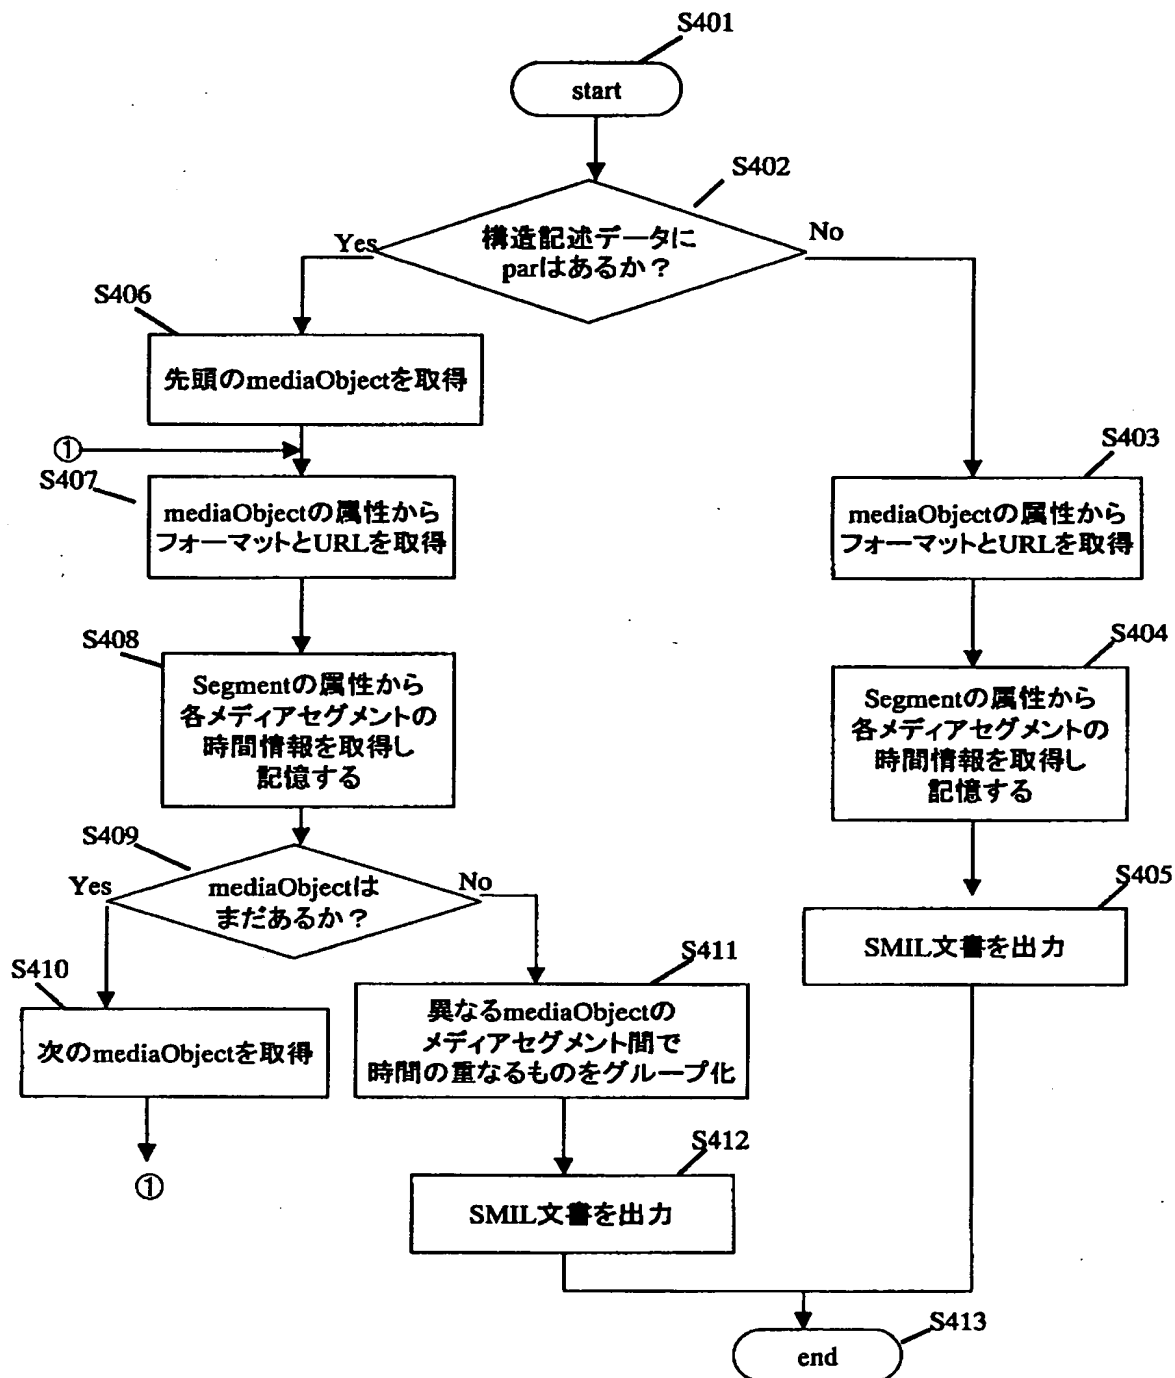 S401
start
S402
構造記述データに
parはあるか？
Yes
No
S406
先頭のmediaObjectを取得
①
S407
mediaObjectの属性から
フォーマットとURLを取得
S403
mediaObjectの属性から
フォーマットとURLを取得
S408
Segmentの属性から
各メディアセグメントの
時間情報を取得し
記憶する
S404
Segmentの属性から
各メディアセグメントの
時間情報を取得し
記憶する
S409
mediaObjectは
まだあるか？
Yes
No
S405
SMIL文書を出力
S410
次のmediaObjectを取得
①
S411
異なるmediaObjectの
メディアセグメント間で
時間の重なるものをグループ化
S412
SMIL文書を出力
S413
end